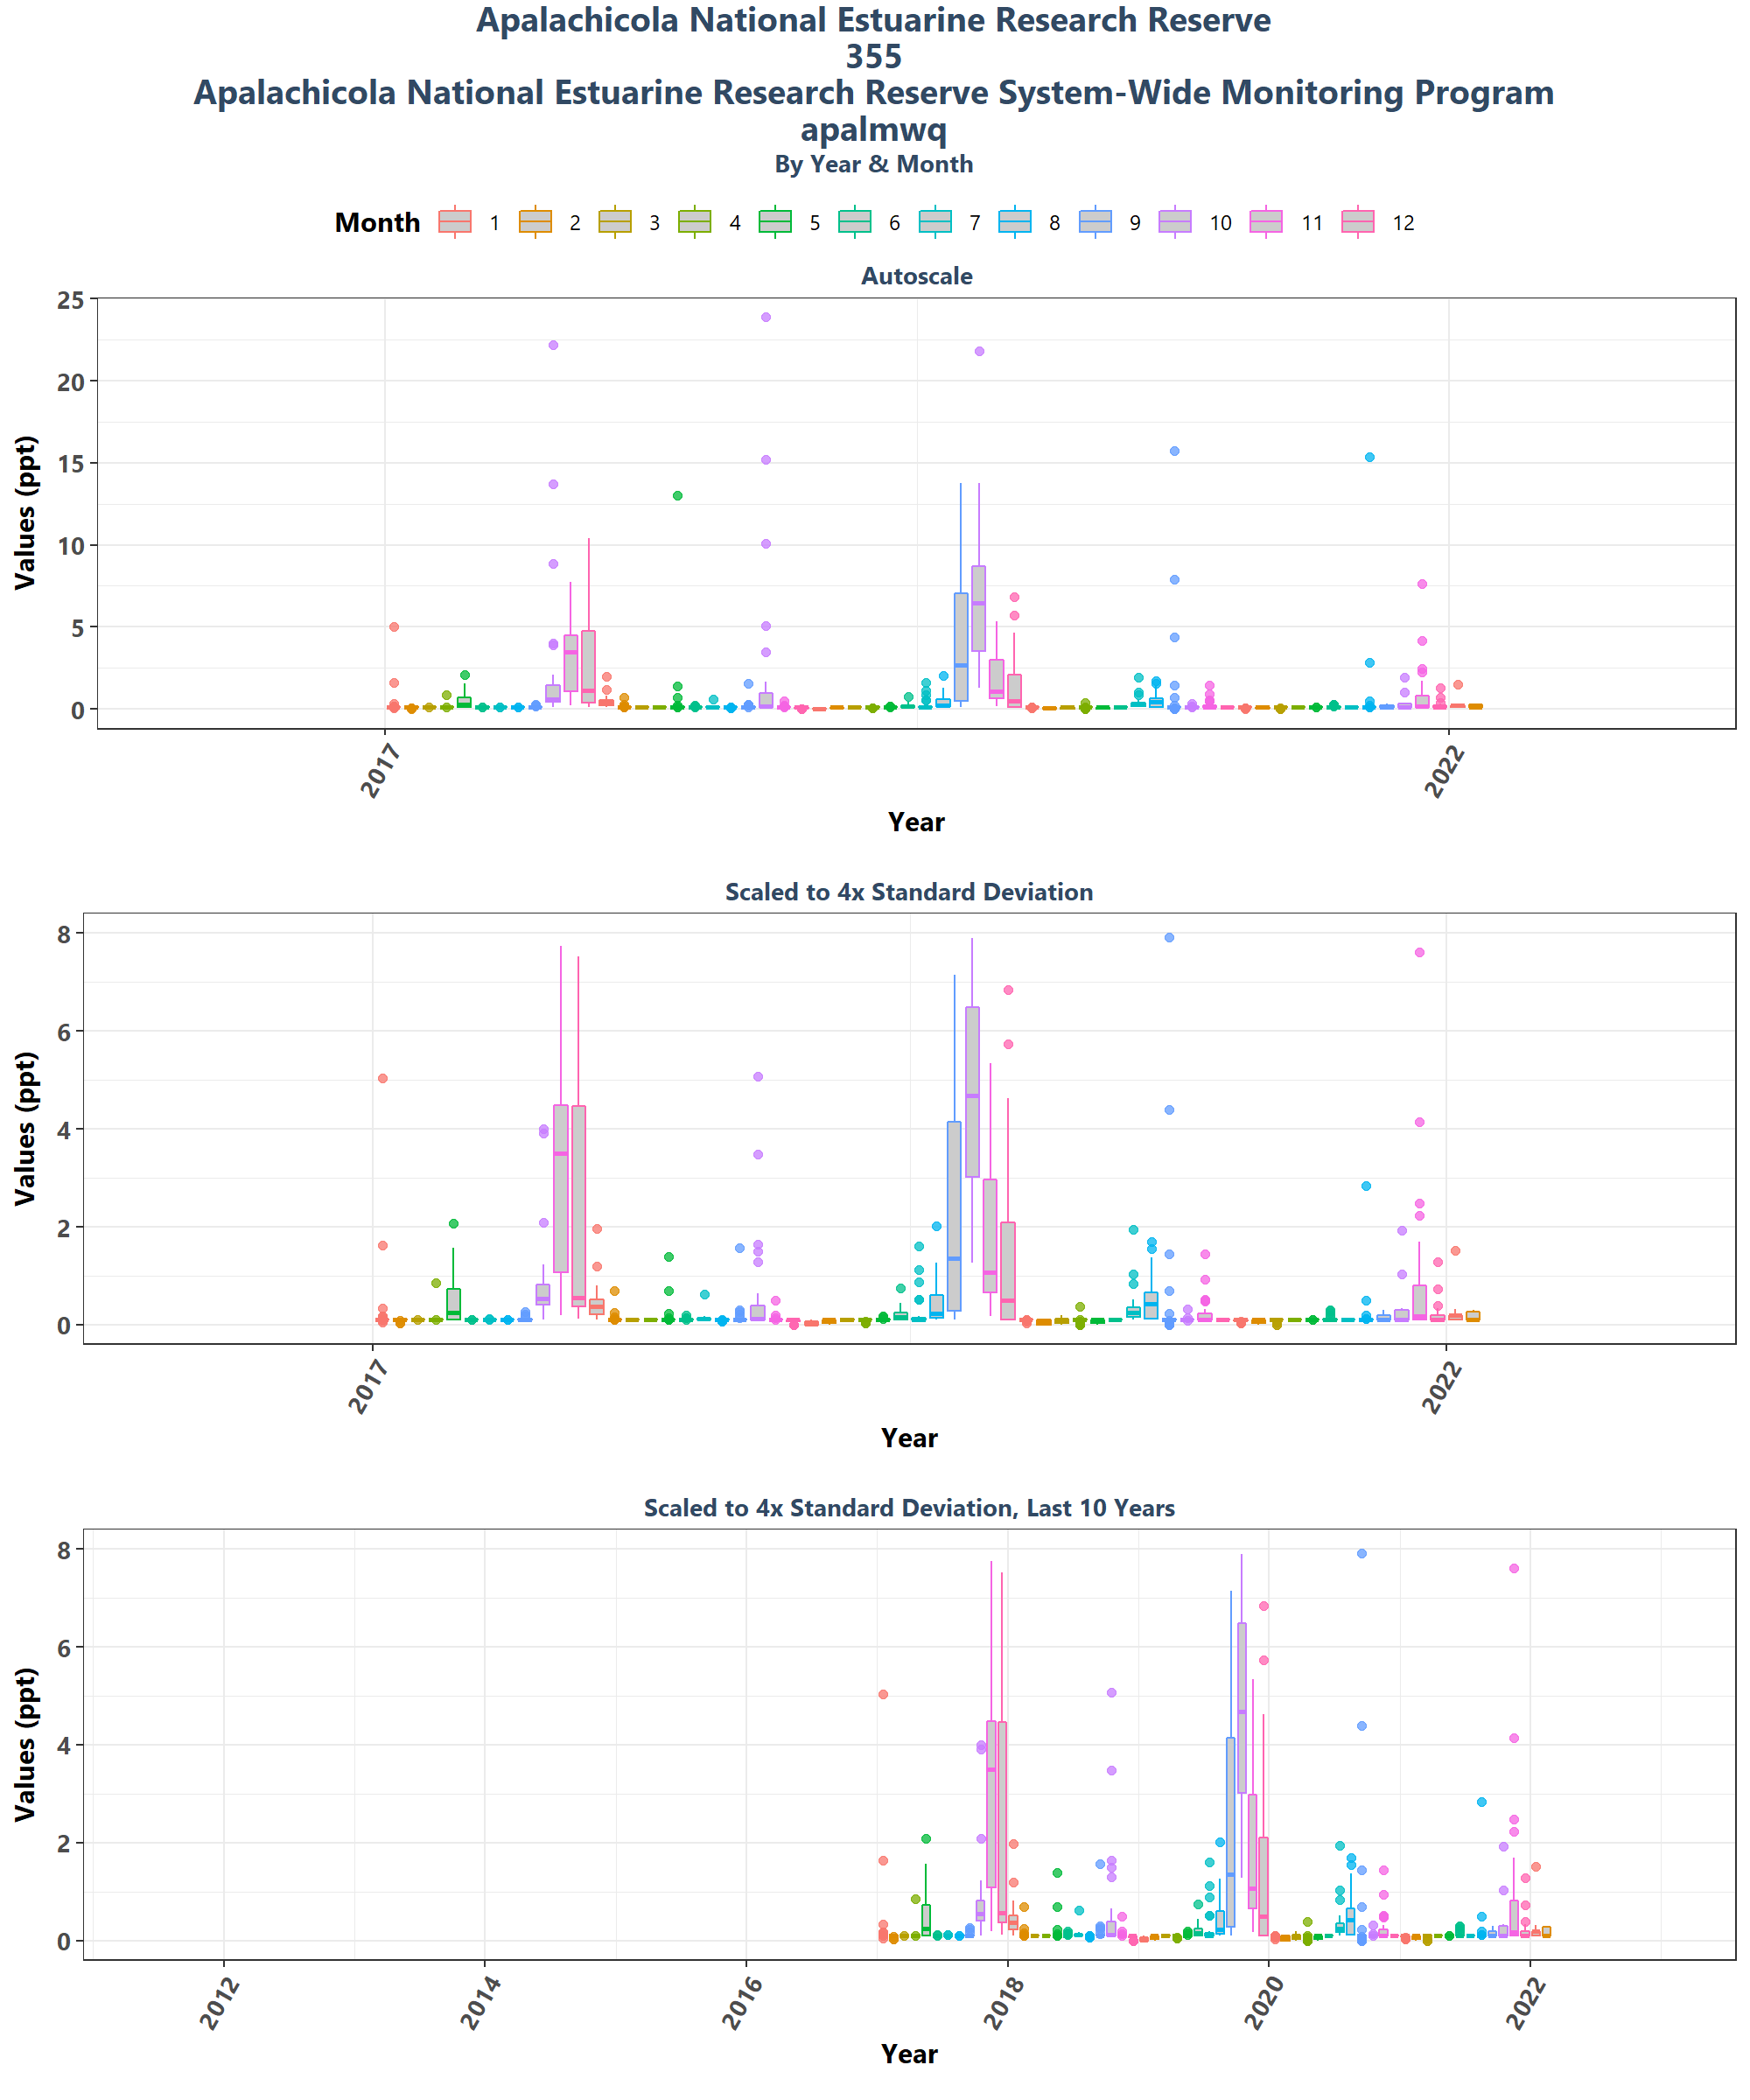 Apalachicola National Estuarine Research Reserve
355
Apalachicola National Estuarine Research Reserve System-Wide Monitoring Program
apalmwq
By Year & Month
Month 1 2 3 4 5 6 7 8 9 10 11 12
Autoscale
25
20
15
10
5
0
Values (ppt)
2017 2022
Year
Scaled to 4x Standard Deviation
8
6
4
2
0
Values (ppt)
2017 2022
Year
Scaled to 4x Standard Deviation, Last 10 Years
8
6
4
2
0
Values (ppt)
2012 2014 2016 2018 2020 2022
Year